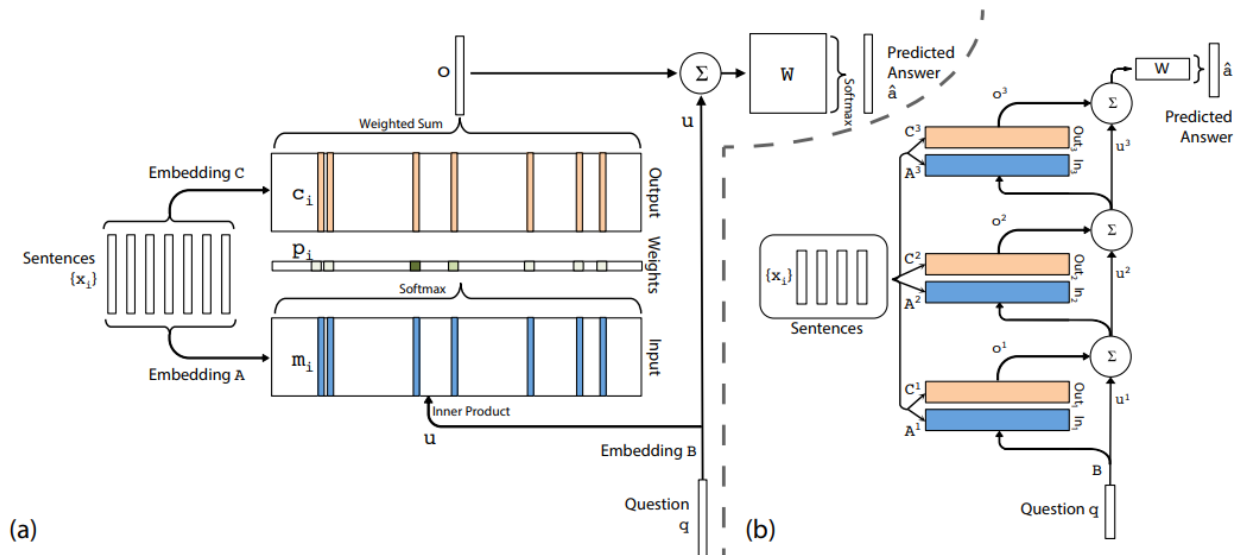 o
Σ
W
Softmax
Predicted
Answer
â
Weighted Sum
u
Embedding C
c_i
Output
Sentences
{x_i}
p_i
Weights
Softmax
Embedding A
m_i
Input
Inner Product
u
Embedding B
Question
q
(a)
W
â
Predicted
Answer
o³
Σ
C³
Out₃
A³
In₃
u³
o²
Σ
{x_i}
Sentences
C²
Out₂
A²
In₂
u²
o¹
Σ
C¹
Out₁
A¹
In₁
u¹
B
Question q
(b)